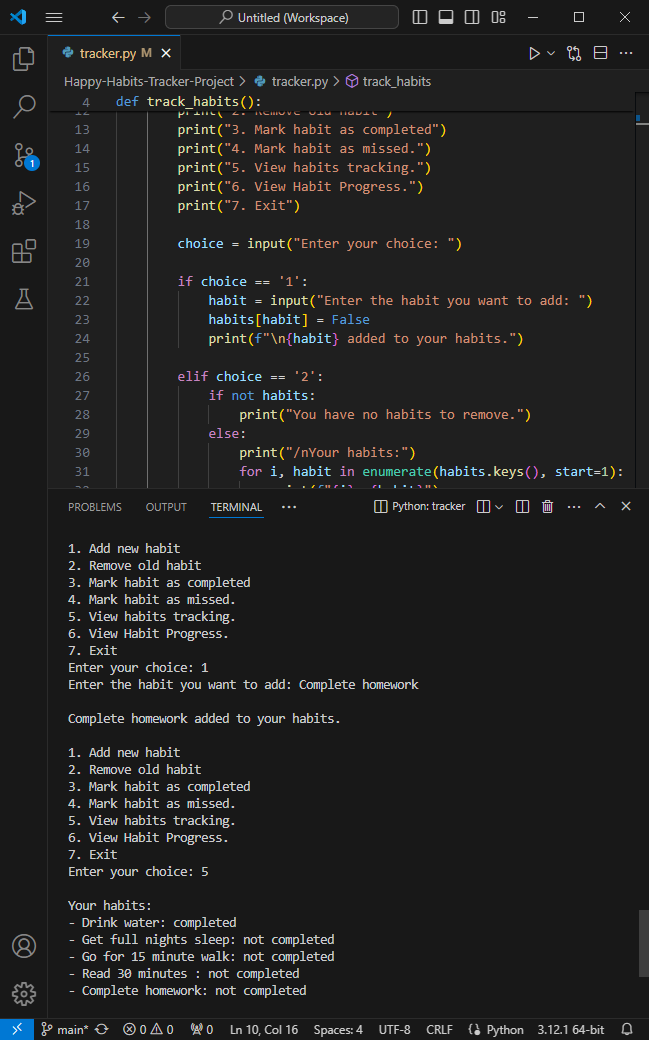 Untitled (Workspace)
tracker.py M
Happy-Habits-Tracker-Project > tracker.py > track_habits
4 def track_habits():
12 print("2. Remove old habit")
13 print("3. Mark habit as completed")
14 print("4. Mark habit as missed.")
15 print("5. View habits tracking.")
16 print("6. View Habit Progress.")
17 print("7. Exit")
18
19 choice = input("Enter your choice: ")
20
21 if choice == '1':
22 habit = input("Enter the habit you want to add: ")
23 habits[habit] = False
24 print(f"\n{habit} added to your habits.")
25
26 elif choice == '2':
27 if not habits:
28 print("You have no habits to remove.")
29 else:
30 print("/nYour habits:")
31 for i, habit in enumerate(habits.keys(), start=1):
PROBLEMS OUTPUT TERMINAL ... Python: tracker
1. Add new habit
2. Remove old habit
3. Mark habit as completed
4. Mark habit as missed.
5. View habits tracking.
6. View Habit Progress.
7. Exit
Enter your choice: 1
Enter the habit you want to add: Complete homework
Complete homework added to your habits.
1. Add new habit
2. Remove old habit
3. Mark habit as completed
4. Mark habit as missed.
5. View habits tracking.
6. View Habit Progress.
7. Exit
Enter your choice: 5
Your habits:
- Drink water: completed
- Get full nights sleep: not completed
- Go for 15 minute walk: not completed
- Read 30 minutes : not completed
- Complete homework: not completed
1
main* 0 0 0 Ln 10, Col 16 Spaces: 4 UTF-8 CRLF Python 3.12.1 64-bit